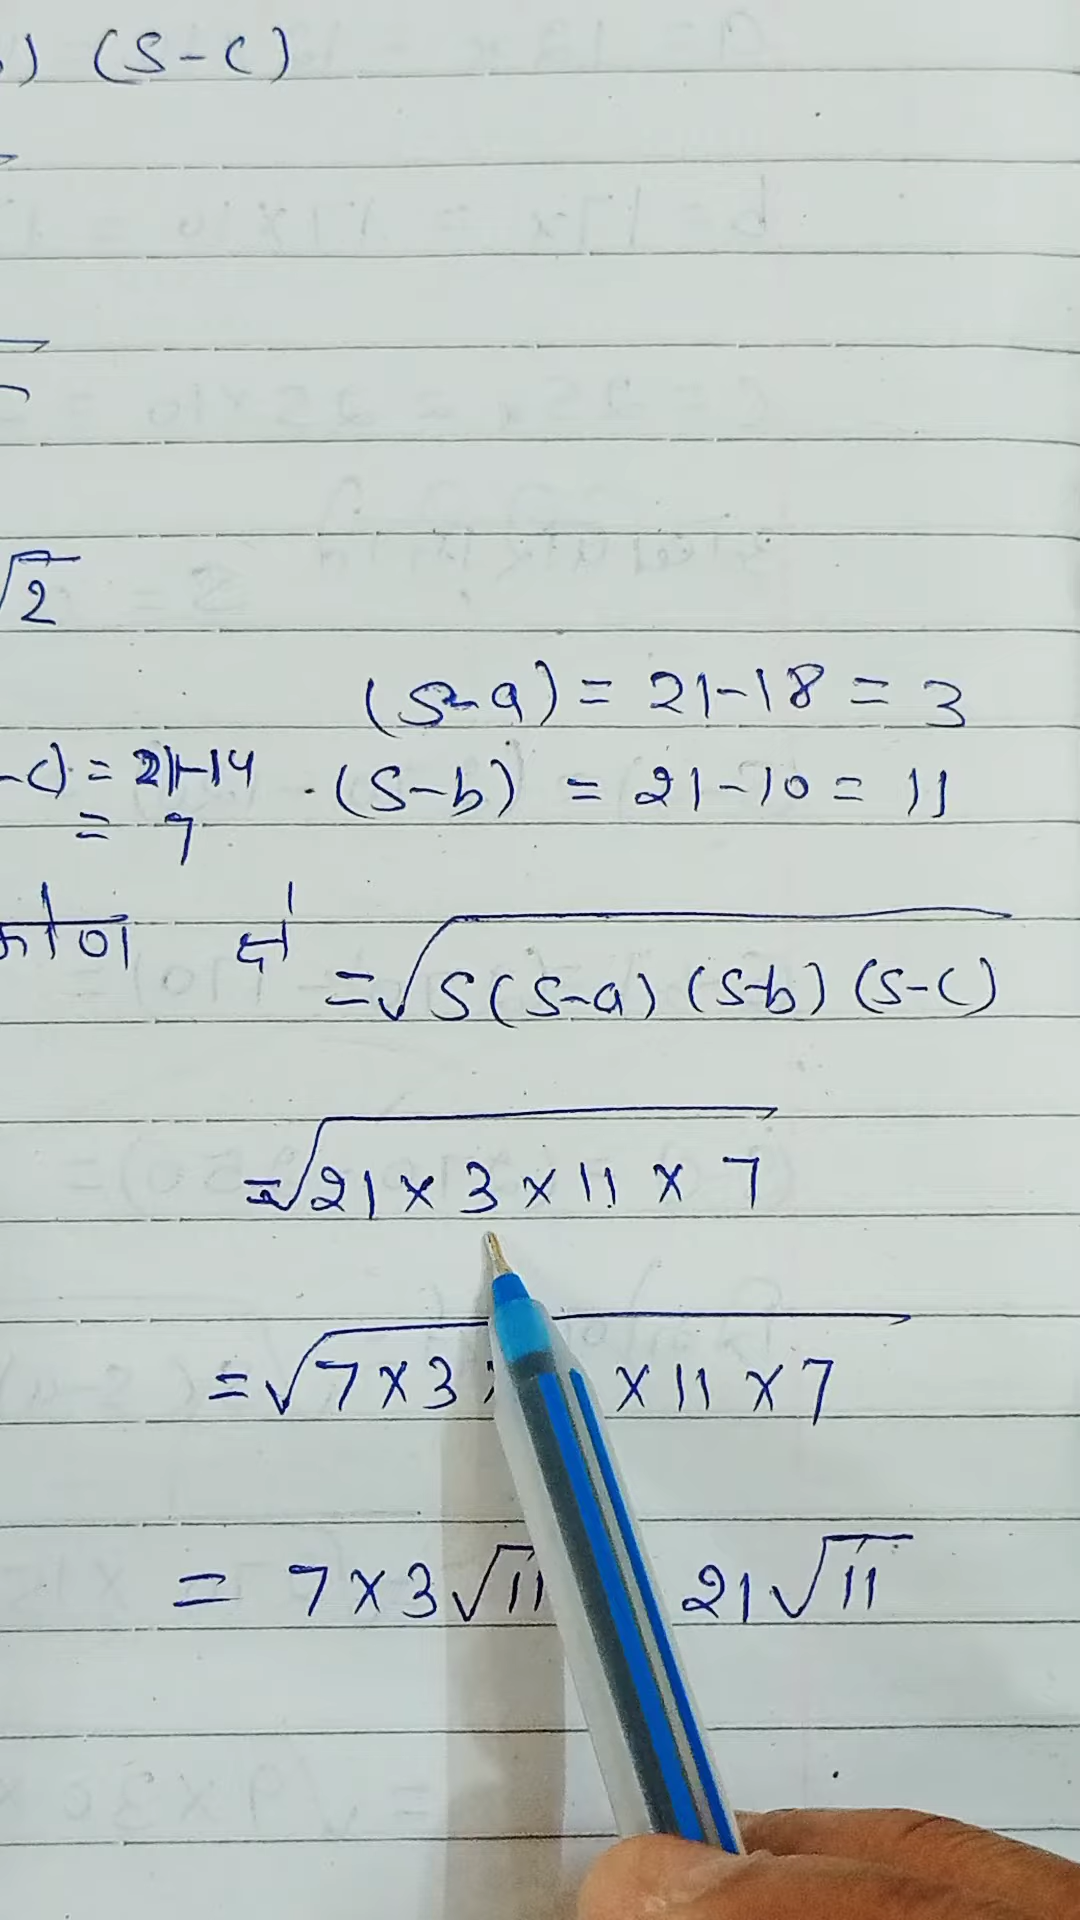 ) (S-C)
√2
(S-a) = 21-18 = 3
-C) = 21-14
(S-b) = 21-10 = 11
= 7
= √S(S-a) (S-b) (S-C)
= √21 × 3 × 11 × 7
= √7 × 3 × 11 × 7
= 7 × 3 √11 21 √11